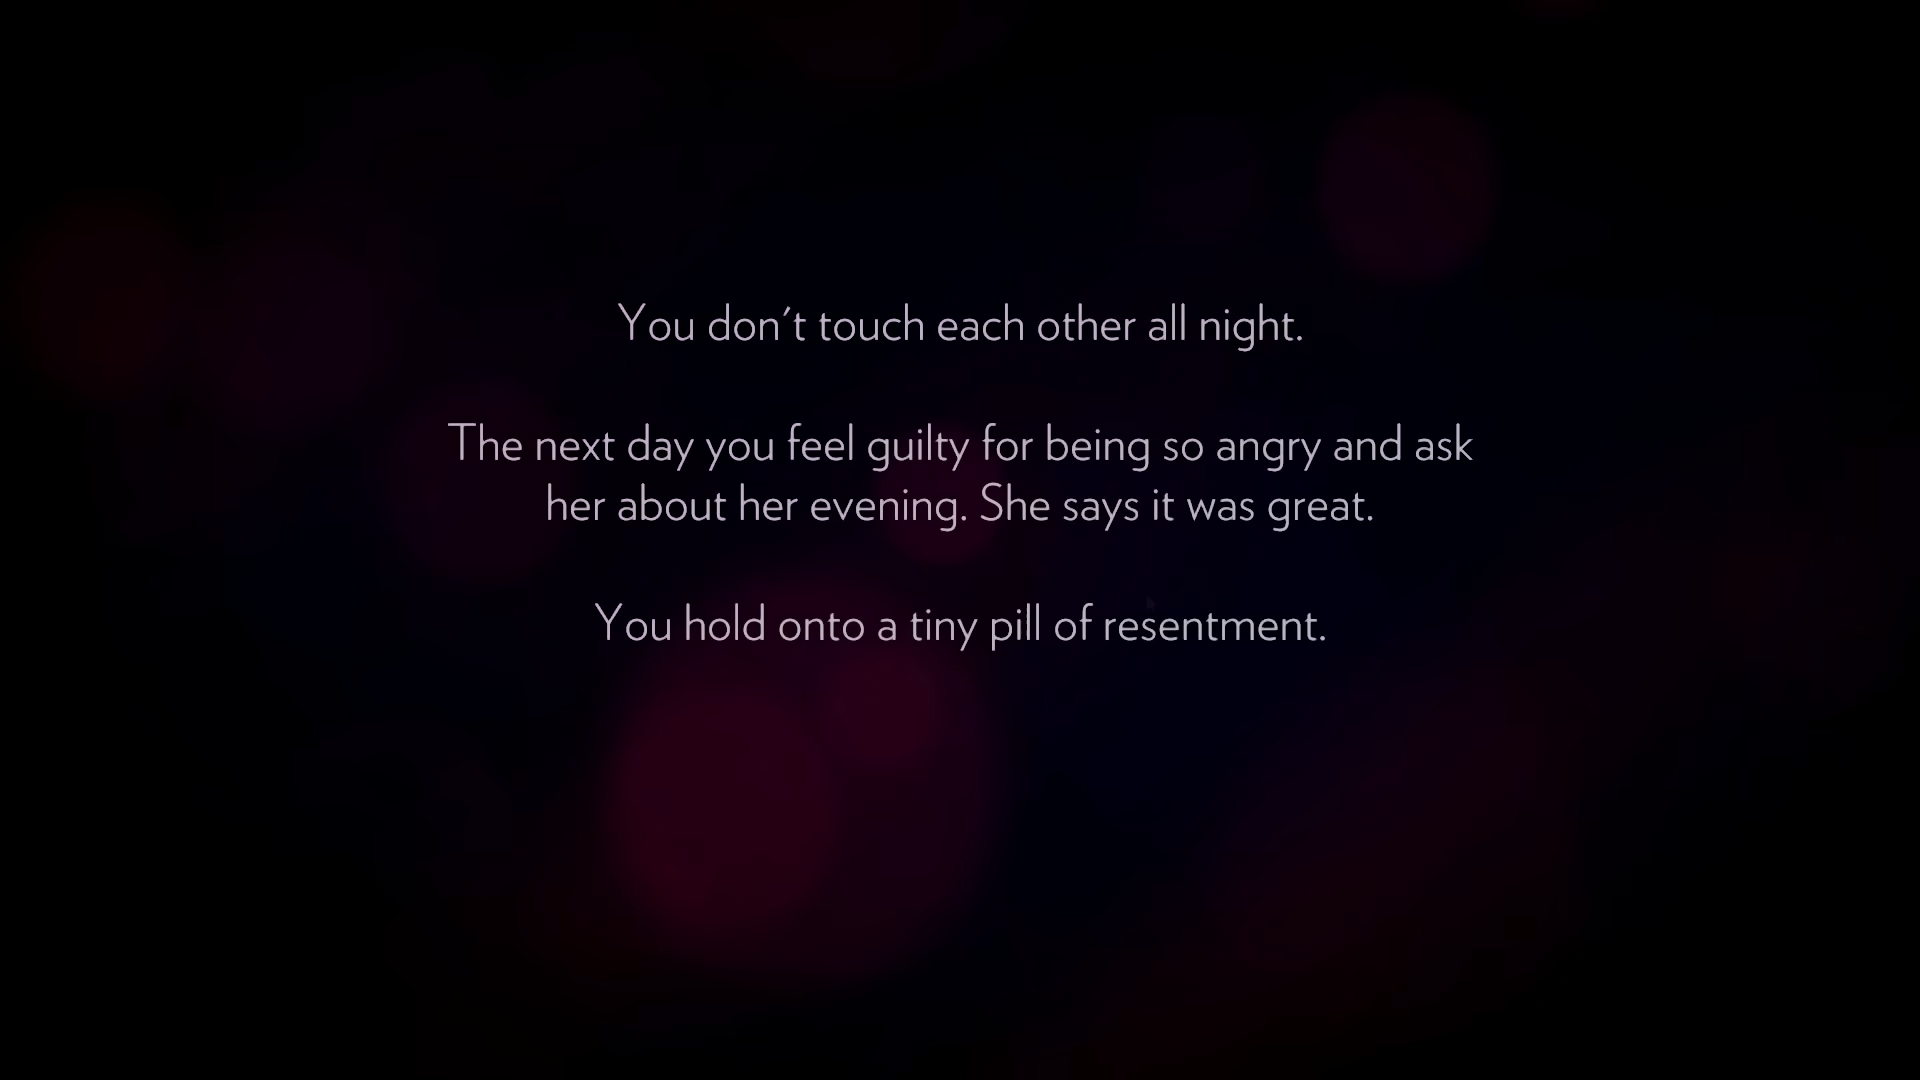 You don't touch each other all night.
The next day you feel guilty for being so angry and ask
her about her evening. She says it was great.
You hold onto a tiny pill of resentment.